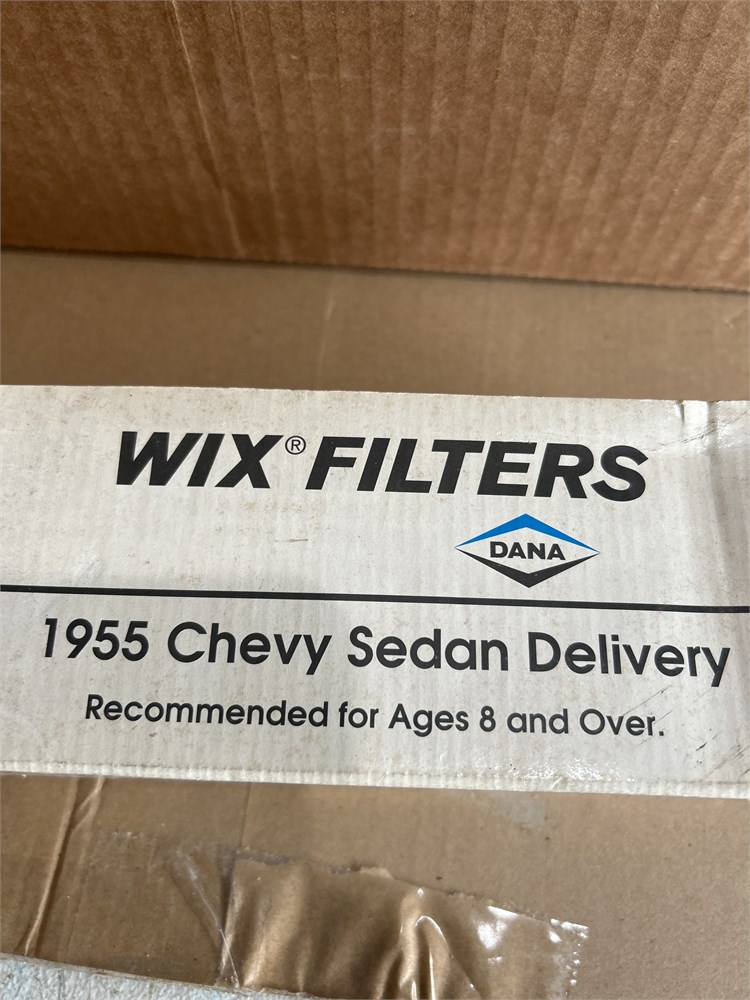 WIX® FILTERS
DANA
1955 Chevy Sedan Delivery
Recommended for Ages 8 and Over.